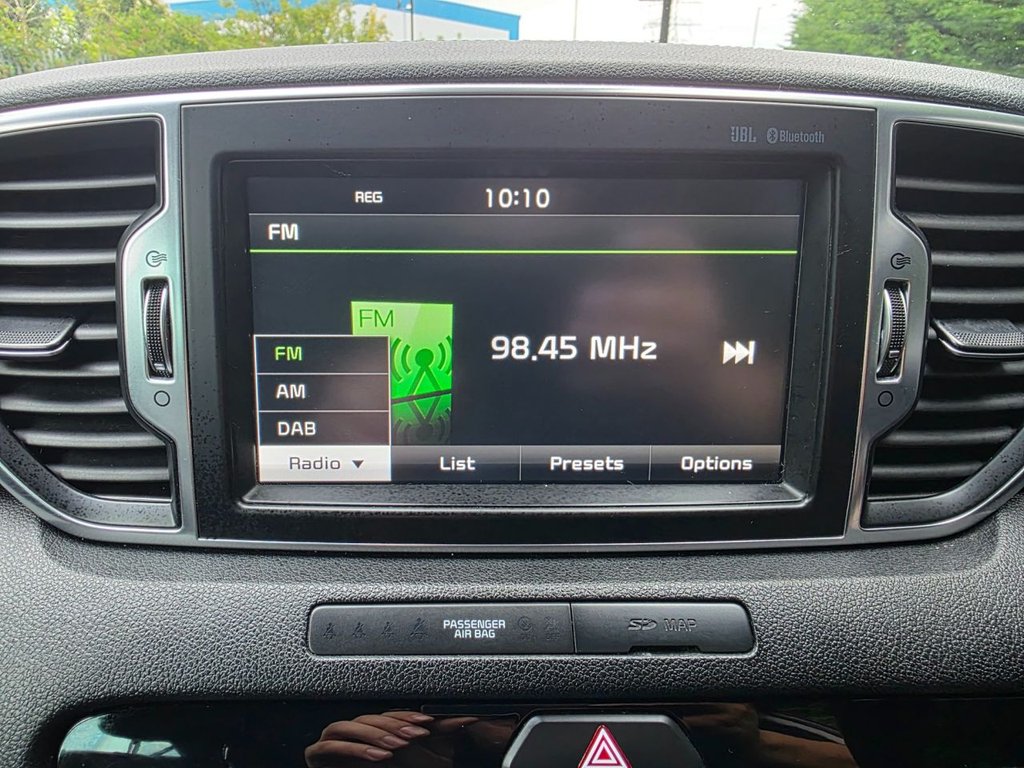 JBL Bluetooth
REG 10:10
FM
FM
98.45 MHz
FM
AM
DAB
Radio List Presets Options
PASSENGER
AIR BAG
SD MAP